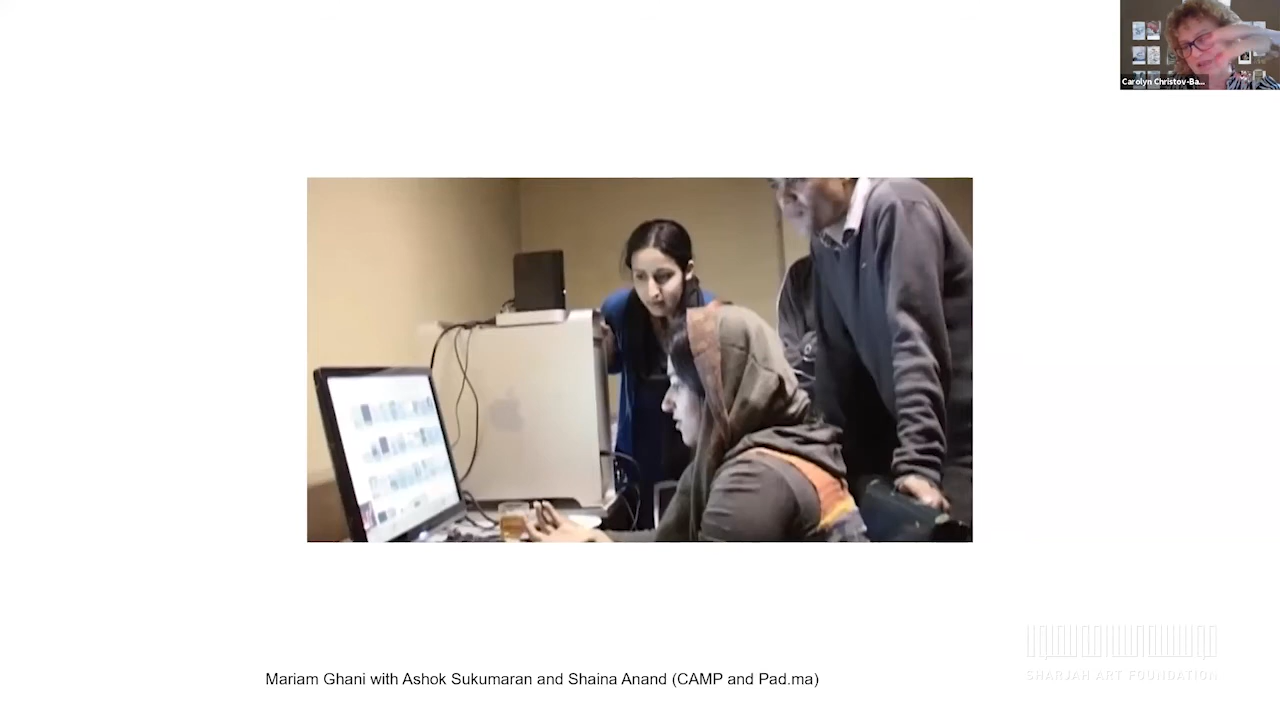 Carolyn Christov-Ba...
SHARJAH ART FOUNDATION
Mariam Ghani with Ashok Sukumaran and Shaina Anand (CAMP and Pad.ma)